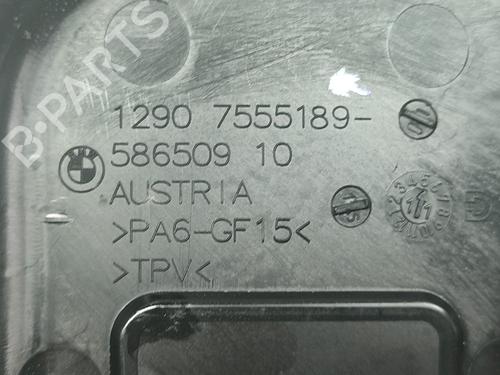 B-PARTS
1290 7555189-
586509 10
AUSTRIA
>PA6-GF15<
>TPV<